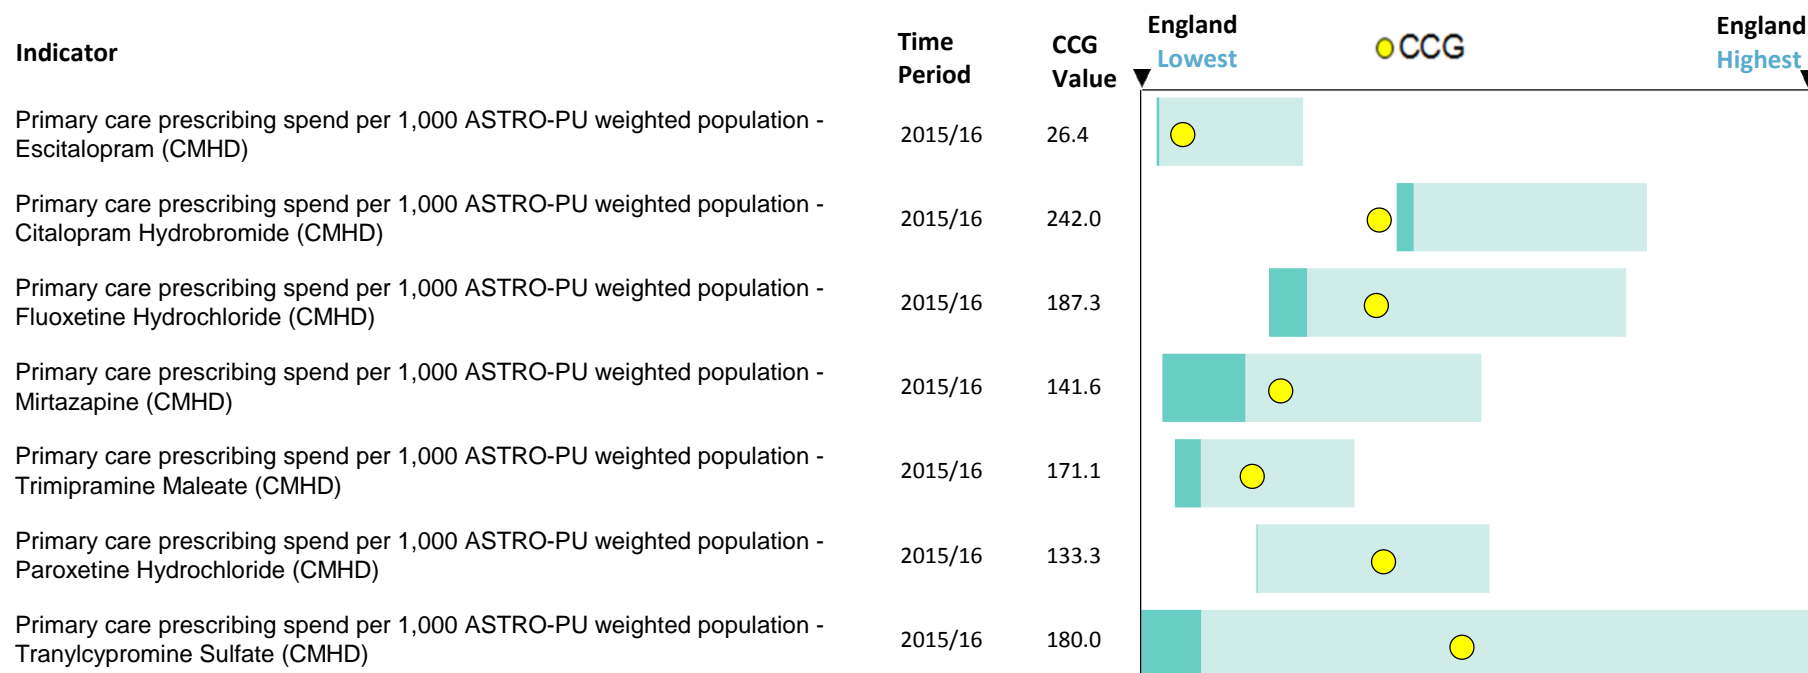 Indicator
Time Period
CCG Value
England Lowest
CCG
England Highest
Primary care prescribing spend per 1,000 ASTRO-PU weighted population -
Escitalopram (CMHD)
2015/16
26.4
Primary care prescribing spend per 1,000 ASTRO-PU weighted population -
Citalopram Hydrobromide (CMHD)
2015/16
242.0
Primary care prescribing spend per 1,000 ASTRO-PU weighted population -
Fluoxetine Hydrochloride (CMHD)
2015/16
187.3
Primary care prescribing spend per 1,000 ASTRO-PU weighted population -
Mirtazapine (CMHD)
2015/16
141.6
Primary care prescribing spend per 1,000 ASTRO-PU weighted population -
Trimipramine Maleate (CMHD)
2015/16
171.1
Primary care prescribing spend per 1,000 ASTRO-PU weighted population -
Paroxetine Hydrochloride (CMHD)
2015/16
133.3
Primary care prescribing spend per 1,000 ASTRO-PU weighted population -
Tranylcypromine Sulfate (CMHD)
2015/16
180.0